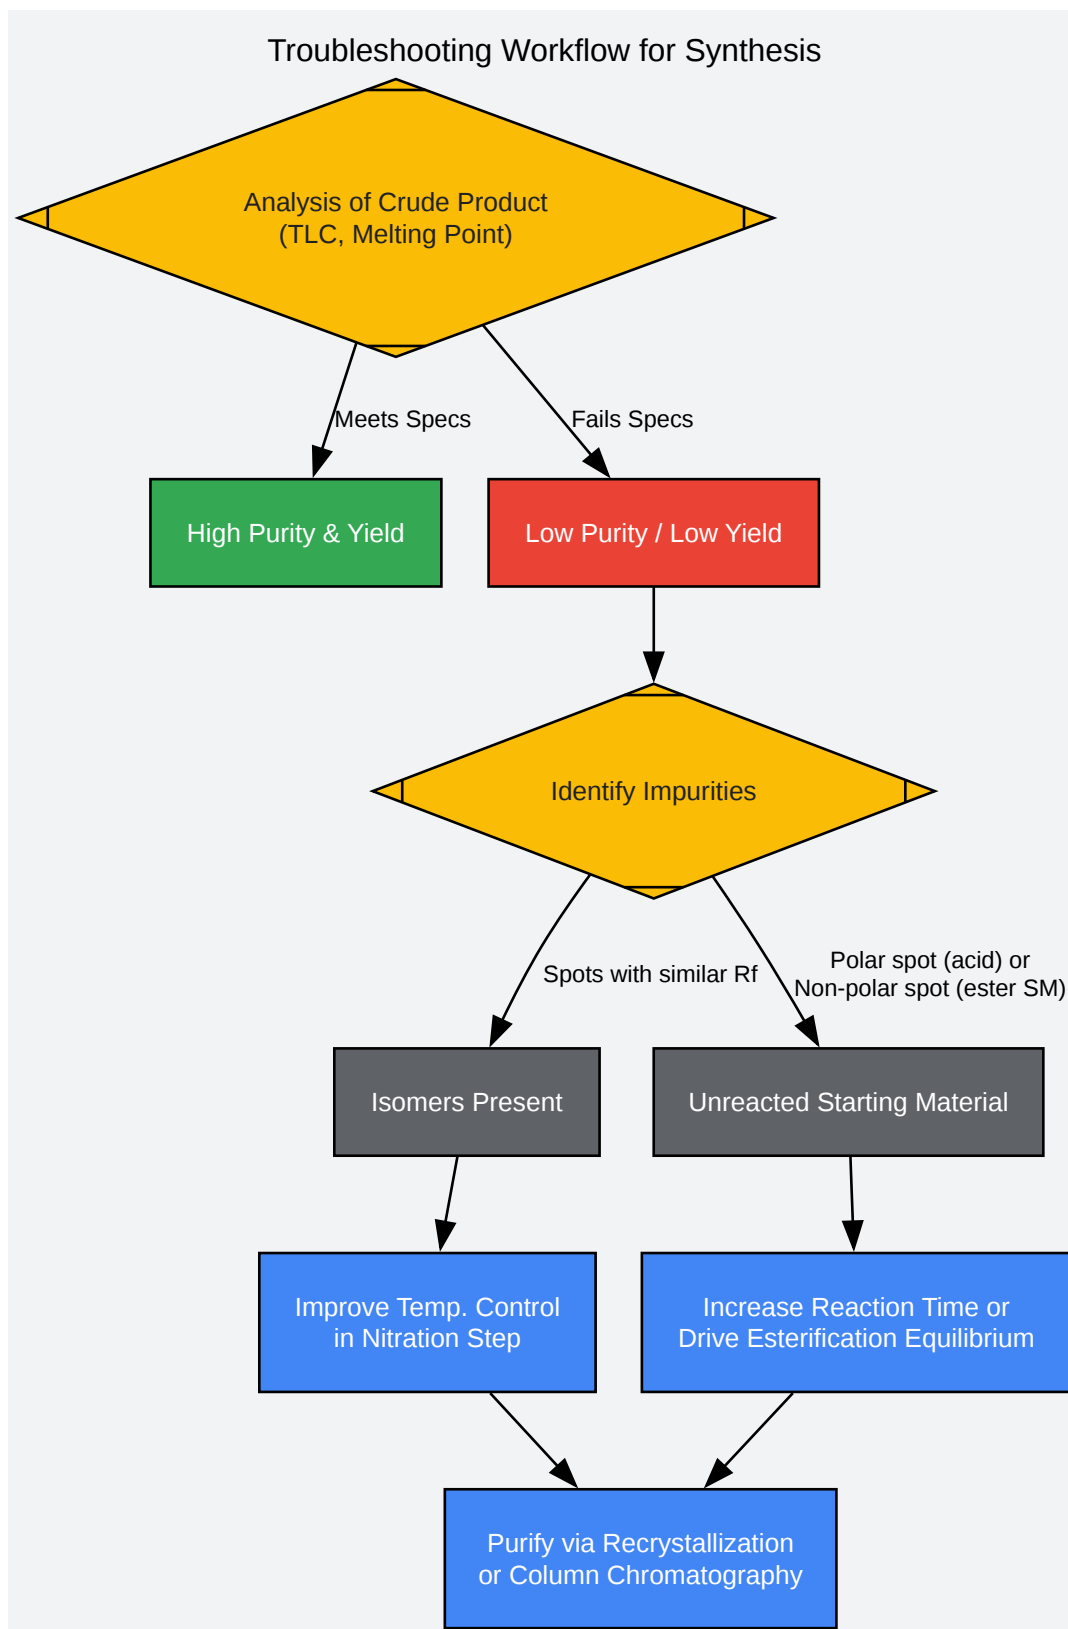 Troubleshooting Workflow for Synthesis
Analysis of Crude Product
(TLC, Melting Point)
Meets Specs
Fails Specs
High Purity & Yield
Low Purity / Low Yield
Identify Impurities
Spots with similar Rf
Polar spot (acid) or
Non-polar spot (ester SM)
Isomers Present
Unreacted Starting Material
Improve Temp. Control
in Nitration Step
Increase Reaction Time or
Drive Esterification Equilibrium
Purify via Recrystallization
or Column Chromatography